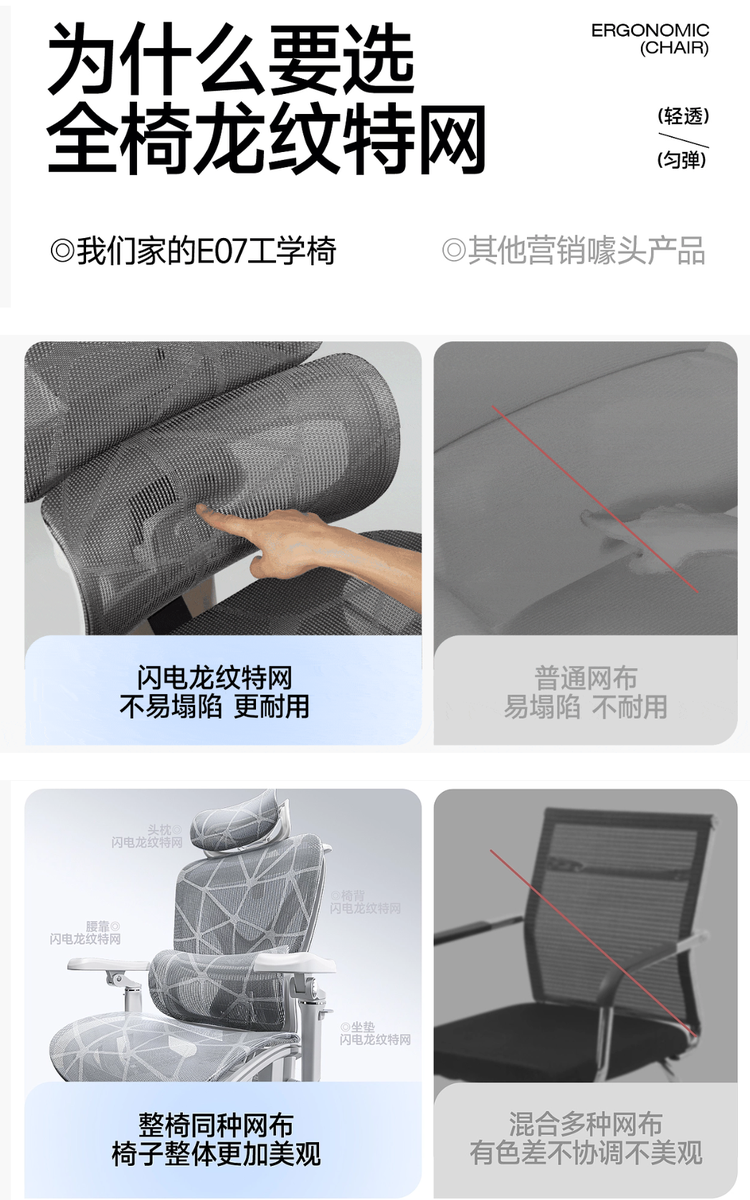 为什么要选
全椅龙纹特网
ERGONOMIC
(CHAIR)
(轻透)
(匀弹)
◎我们家的E07工学椅
◎其他营销噱头产品
闪电龙纹特网
不易塌陷 更耐用
普通网布
易塌陷 不耐用
头枕◎
闪电龙纹特网
◎椅背
闪电龙纹特网
腰靠◎
闪电龙纹特网
◎坐垫
闪电龙纹特网
整椅同种网布
椅子整体更加美观
混合多种网布
有色差不协调不美观